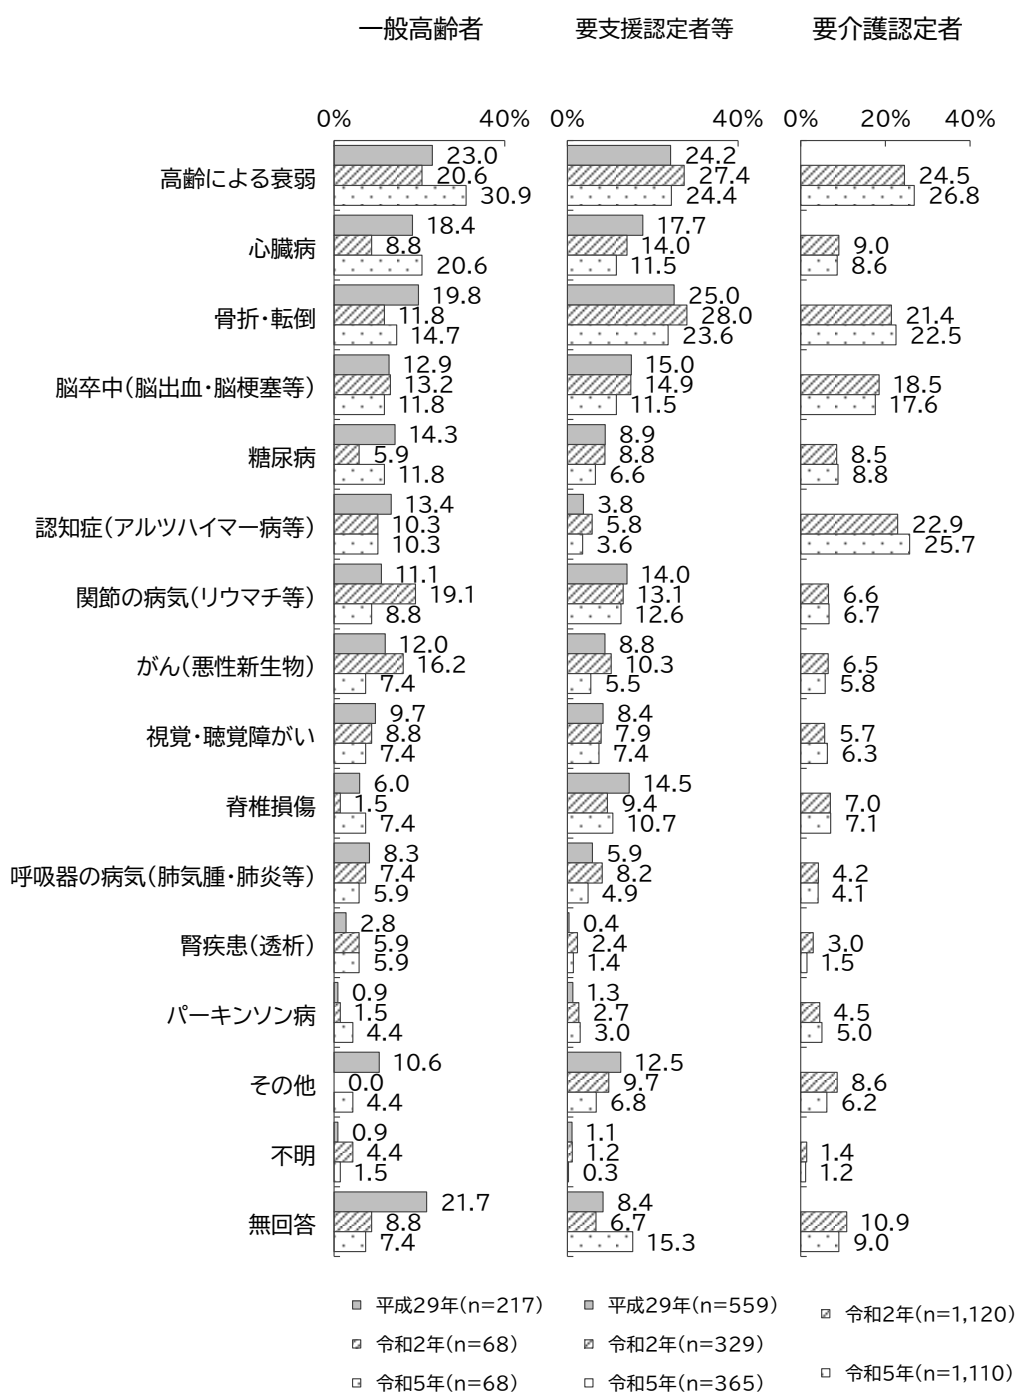 一般高齢者 要支援認定者等 要介護認定者
0% 40% 0% 40% 0% 20% 40%
高齢による衰弱 23.0 20.6 30.9 24.2 27.4 24.4 24.5 26.8
心臓病 18.4 8.8 20.6 17.7 14.0 11.5 9.0 8.6
骨折・転倒 19.8 11.8 14.7 25.0 28.0 23.6 21.4 22.5
脳卒中(脳出血・脳梗塞等) 12.9 13.2 11.8 15.0 14.9 11.5 18.5 17.6
糖尿病 14.3 5.9 11.8 8.9 8.8 6.6 8.5 8.8
認知症(アルツハイマー病等) 13.4 10.3 10.3 3.8 5.8 3.6 22.9 25.7
関節の病気(リウマチ等) 11.1 19.1 8.8 14.0 13.1 12.6 6.6 6.7
がん(悪性新生物) 12.0 16.2 7.4 8.8 10.3 5.5 6.5 5.8
視覚・聴覚障がい 9.7 8.8 7.4 8.4 7.9 7.4 5.7 6.3
脊椎損傷 6.0 1.5 7.4 14.5 9.4 10.7 7.0 7.1
呼吸器の病気(肺気腫・肺炎等) 8.3 7.4 5.9 5.9 8.2 4.9 4.2 4.1
腎疾患(透析) 2.8 5.9 5.9 0.4 2.4 1.4 3.0 1.5
パーキンソン病 0.9 1.5 4.4 1.3 2.7 3.0 4.5 5.0
その他 10.6 0.0 4.4 12.5 9.7 6.8 8.6 6.2
不明 0.9 4.4 1.5 1.1 1.2 0.3 1.4 1.2
無回答 21.7 8.8 7.4 8.4 6.7 15.3 10.9 9.0
平成29年(n=217) 平成29年(n=559) 令和2年(n=1,120)
令和2年(n=68) 令和2年(n=329)
令和5年(n=68) 令和5年(n=365) 令和5年(n=1,110)